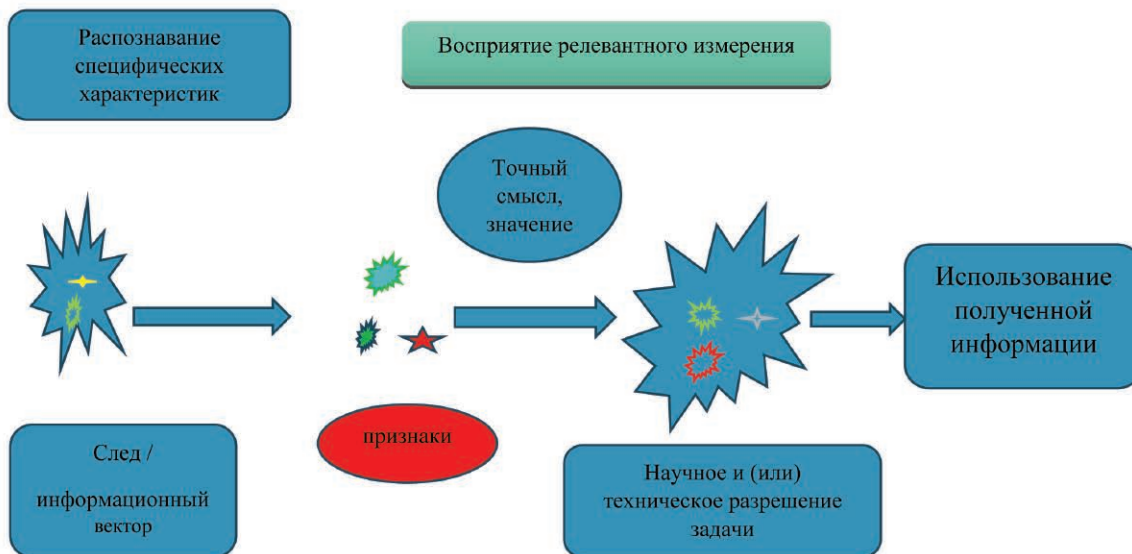 Распознавание
специфических
характеристик
Восприятие релевантного измерения
Точный
смысл,
значение
Использование
полученной
информации
признаки
След /
информационный
вектор
Научное и (или)
техническое разрешение
задачи